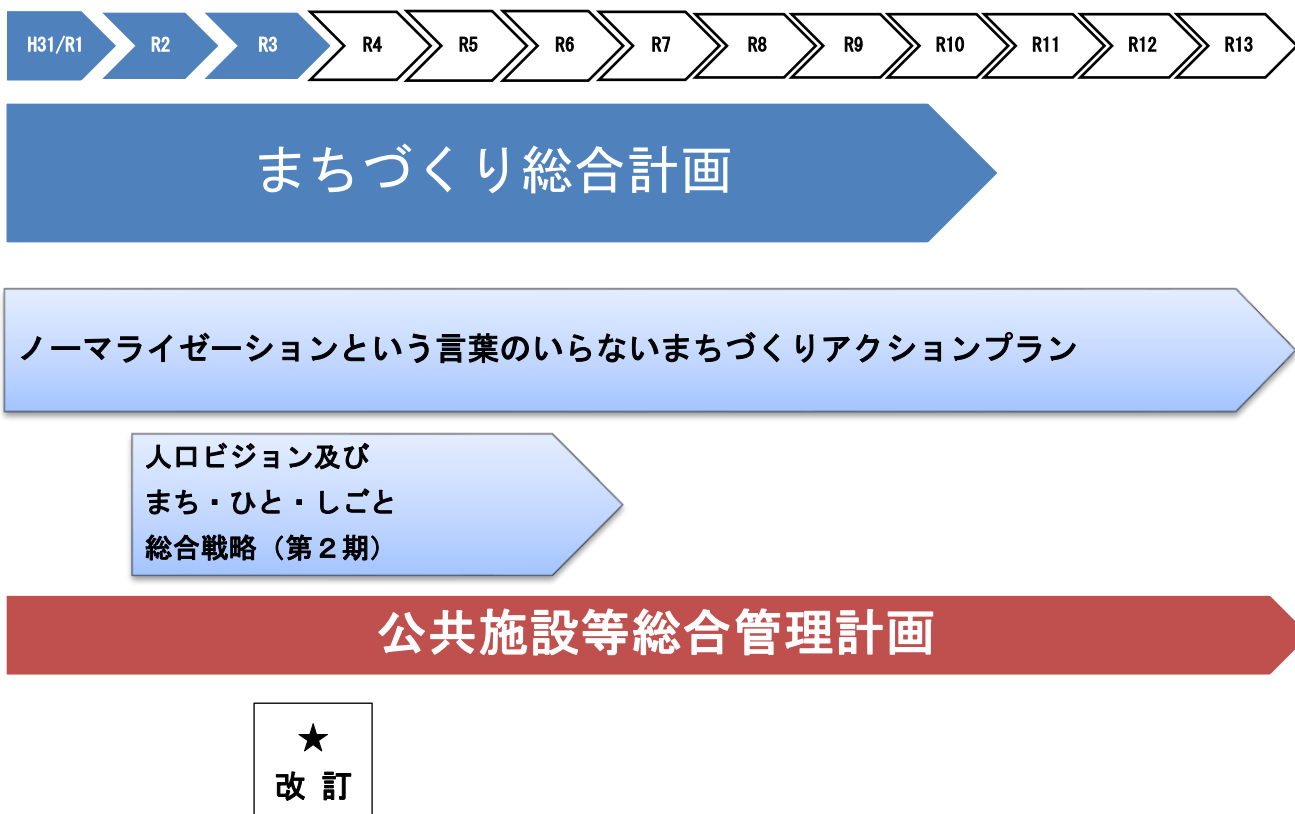 H31/R1 R2 R3 R4 R5 R6 R7 R8 R9 R10 R11 R12 R13
まちづくり総合計画
ノーマライゼーションという言葉のいらないまちづくりアクションプラン
人口ビジョン及び
まち・ひと・しごと
総合戦略（第２期）
公共施設等総合管理計画
★
改 訂